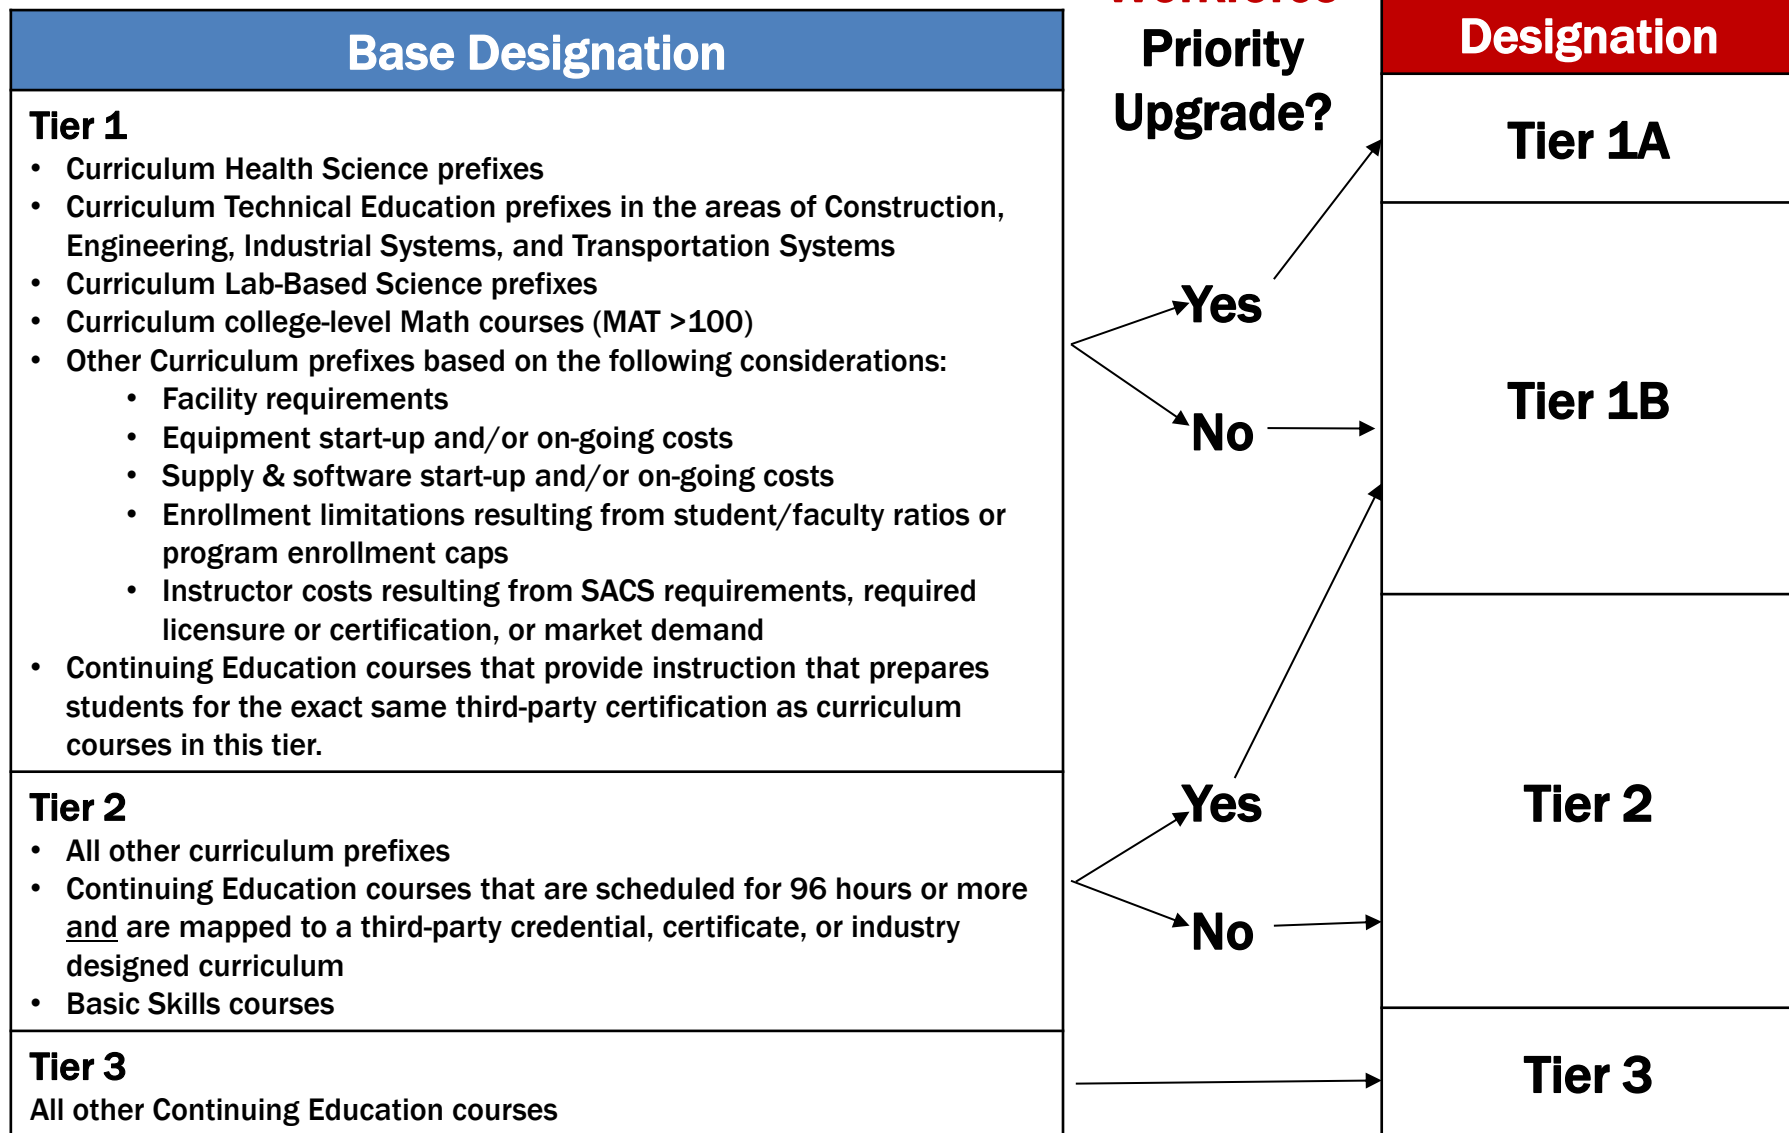 Base Designation
Tier 1
• Curriculum Health Science prefixes
• Curriculum Technical Education prefixes in the areas of Construction,
Engineering, Industrial Systems, and Transportation Systems
• Curriculum Lab-Based Science prefixes
• Curriculum college-level Math courses (MAT >100)
• Other Curriculum prefixes based on the following considerations:
• Facility requirements
• Equipment start-up and/or on-going costs
• Supply & software start-up and/or on-going costs
• Enrollment limitations resulting from student/faculty ratios or
program enrollment caps
• Instructor costs resulting from SACS requirements, required
licensure or certification, or market demand
• Continuing Education courses that provide instruction that prepares
students for the exact same third-party certification as curriculum
courses in this tier.
Tier 2
• All other curriculum prefixes
• Continuing Education courses that are scheduled for 96 hours or more
and are mapped to a third-party credential, certificate, or industry
designed curriculum
• Basic Skills courses
Tier 3
All other Continuing Education courses
Priority
Upgrade?
Yes
No
Yes
No
Designation
Tier 1A
Tier 1B
Tier 2
Tier 3